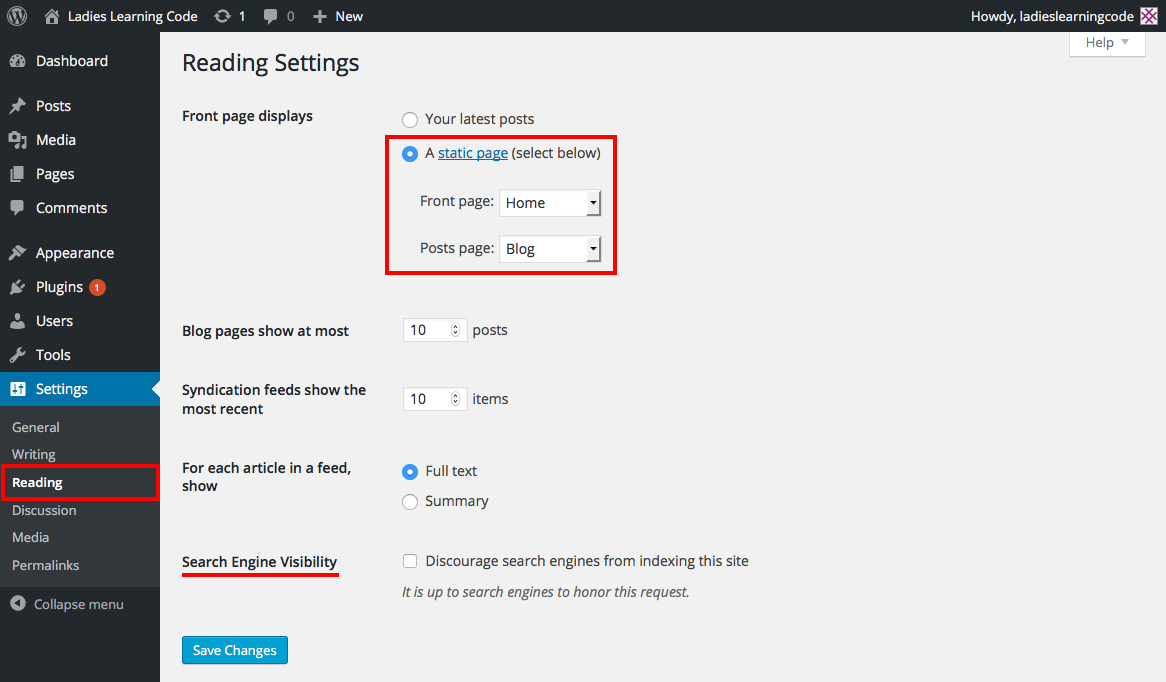 Ladies Learning Code 1 0 New Howdy, ladieslearningcode
Help
Dashboard
Posts
Media
Pages
Comments
Appearance
Plugins 1
Users
Tools
Settings
General
Writing
Reading
Discussion
Media
Permalinks
Collapse menu
Reading Settings
Front page displays
Your latest posts
A static page (select below)
Front page: Home
Posts page: Blog
Blog pages show at most 10 posts
Syndication feeds show the
most recent
10 items
For each article in a feed,
show
Full text
Summary
Search Engine Visibility
Discourage search engines from indexing this site
It is up to search engines to honor this request.
Save Changes